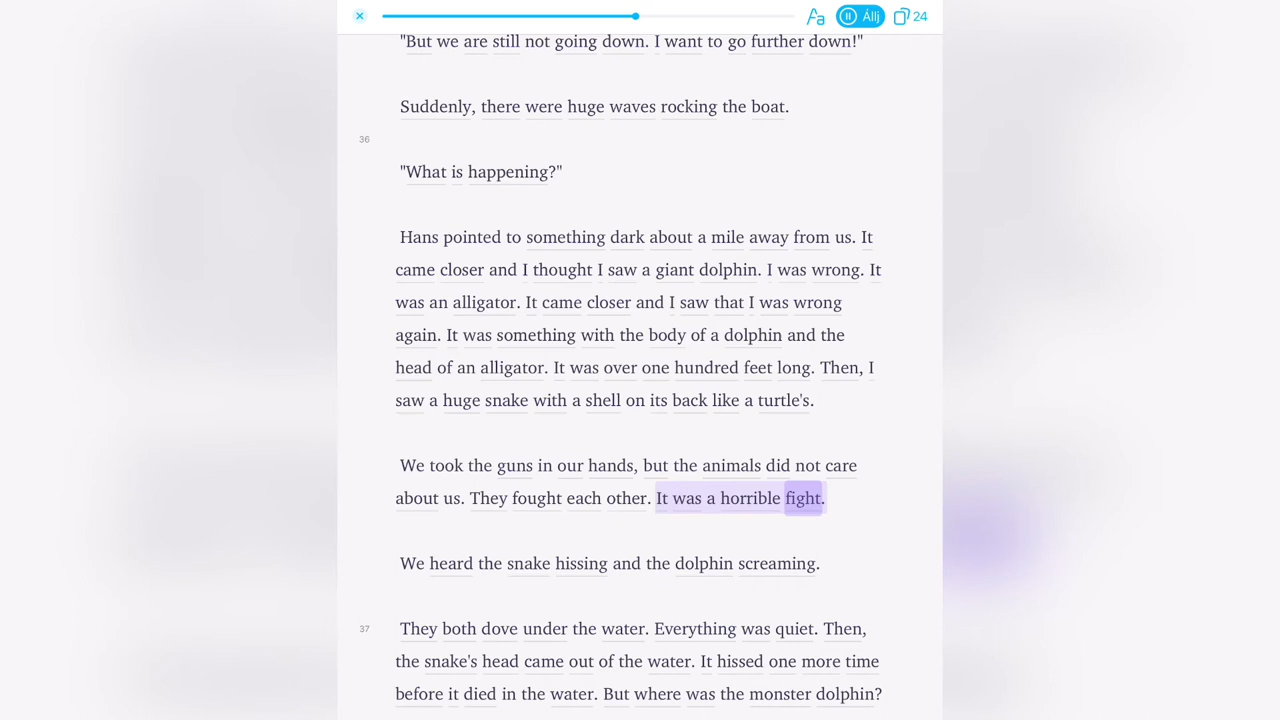 Állj
24
"But we are still not going down. I want to go further down!"
Suddenly, there were huge waves rocking the boat.
36
"What is happening?"
Hans pointed to something dark about a mile away from us. It
came closer and I thought I saw a giant dolphin. I was wrong. It
was an alligator. It came closer and I saw that I was wrong
again. It was something with the body of a dolphin and the
head of an alligator. It was over one hundred feet long. Then, I
saw a huge snake with a shell on its back like a turtle's.
We took the guns in our hands, but the animals did not care
about us. They fought each other. It was a horrible fight.
We heard the snake hissing and the dolphin screaming.
37
They both dove under the water. Everything was quiet. Then,
the snake's head came out of the water. It hissed one more time
before it died in the water. But where was the monster dolphin?